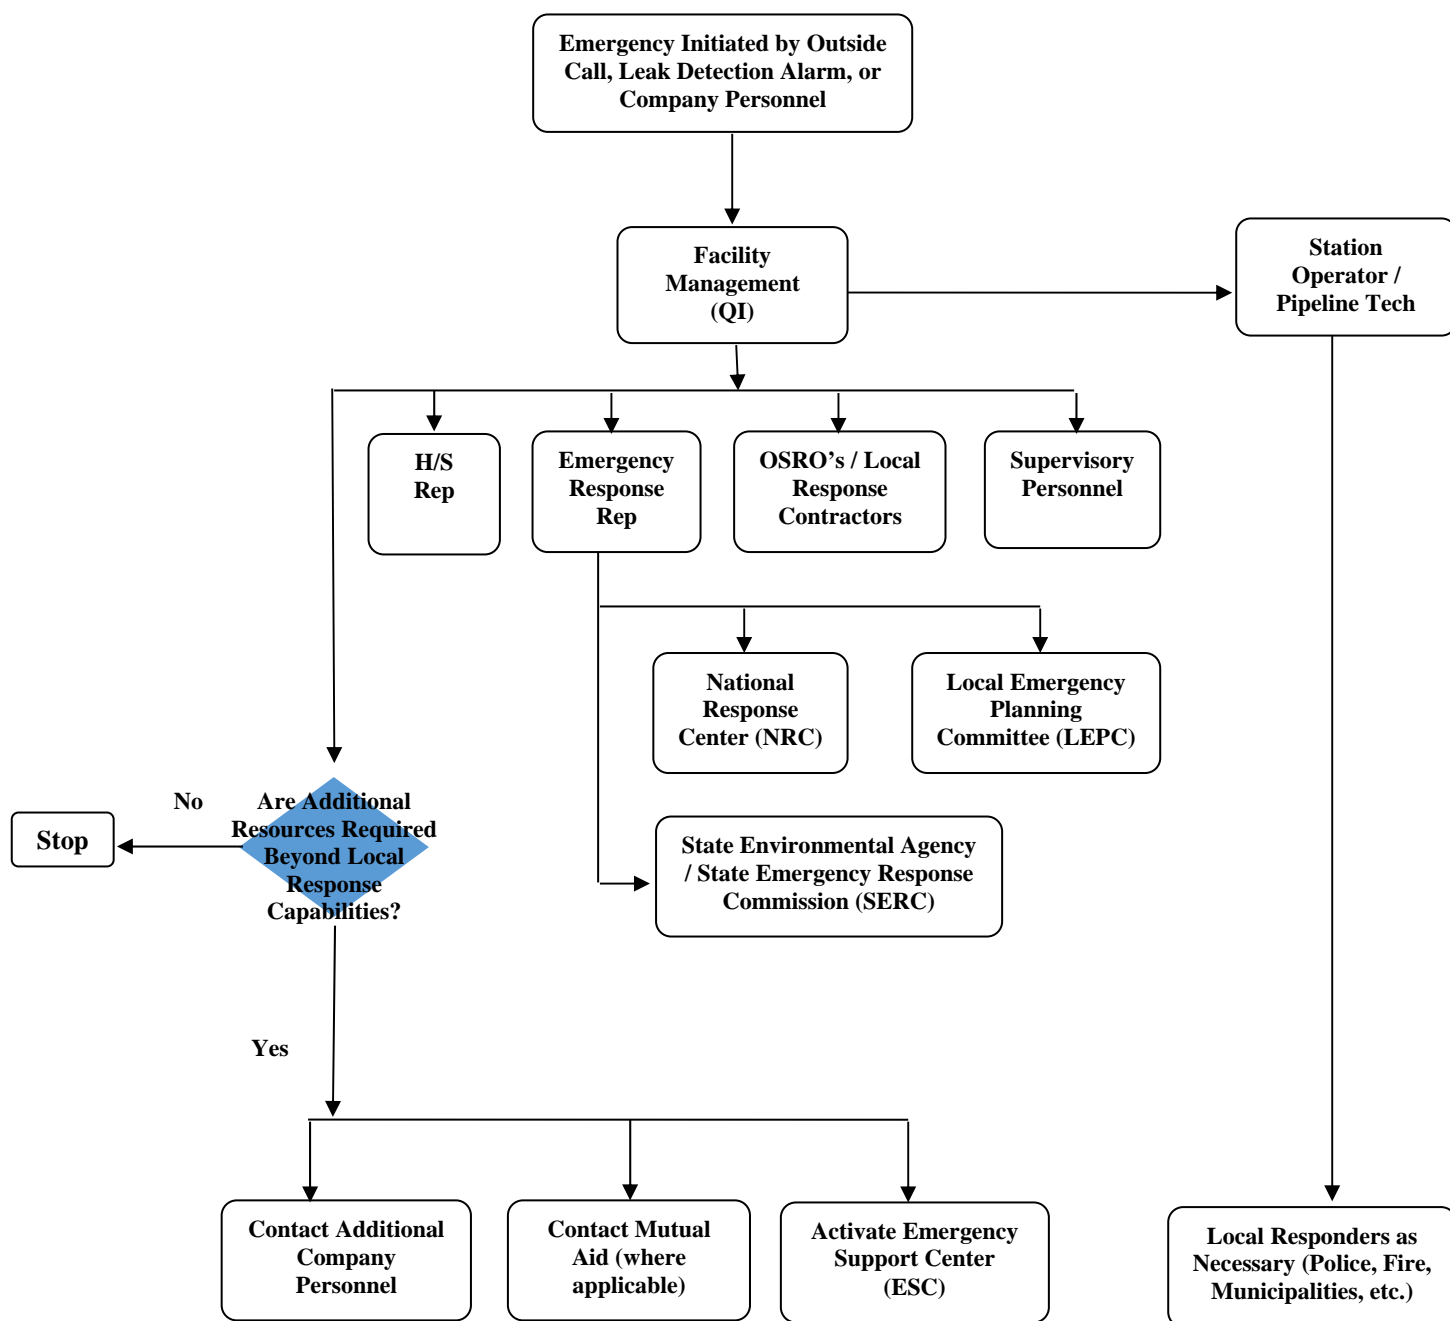 Emergency Initiated by Outside
Call, Leak Detection Alarm, or
Company Personnel
Facility
Management
(QI)
Station
Operator /
Pipeline Tech
H/S
Rep
Emergency
Response
Rep
OSRO’s / Local
Response
Contractors
Supervisory
Personnel
National
Response
Center (NRC)
Local Emergency
Planning
Committee (LEPC)
No
Are Additional
Resources Required
Beyond Local
Response
Capabilities?
Stop
State Environmental Agency
/ State Emergency Response
Commission (SERC)
Yes
Contact Additional
Company
Personnel
Contact Mutual
Aid (where
applicable)
Activate Emergency
Support Center
(ESC)
Local Responders as
Necessary (Police, Fire,
Municipalities, etc.)